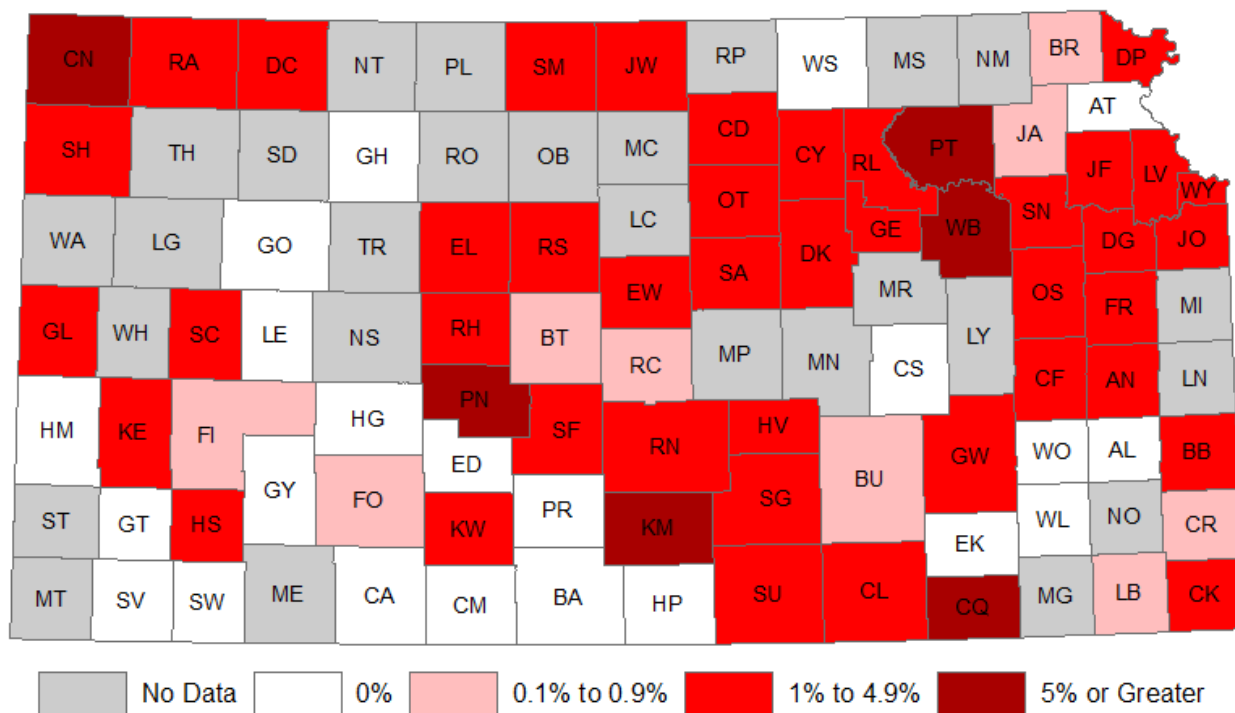 CN RA DC NT PL SM JW RP WS MS NM BR DP
SH TH SD GH RO OB MC CD CY RL PT JA AT
JF LV WY
WA LG GO TR EL RS LC OT DK GE WB SN DG JO
GL WH SC LE NS RH BT EW SA MR LY OS FR MI
RC MP MN CS CF AN LN
HM KE FI HG PN SF RN HV BU GW WO AL BB
ST GT HS GY FO ED KW PR KM SG EK WL NO CR
MT SV SW ME CA CM BA HP SU CL CQ MG LB CK
No Data 0% 0.1% to 0.9% 1% to 4.9% 5% or Greater